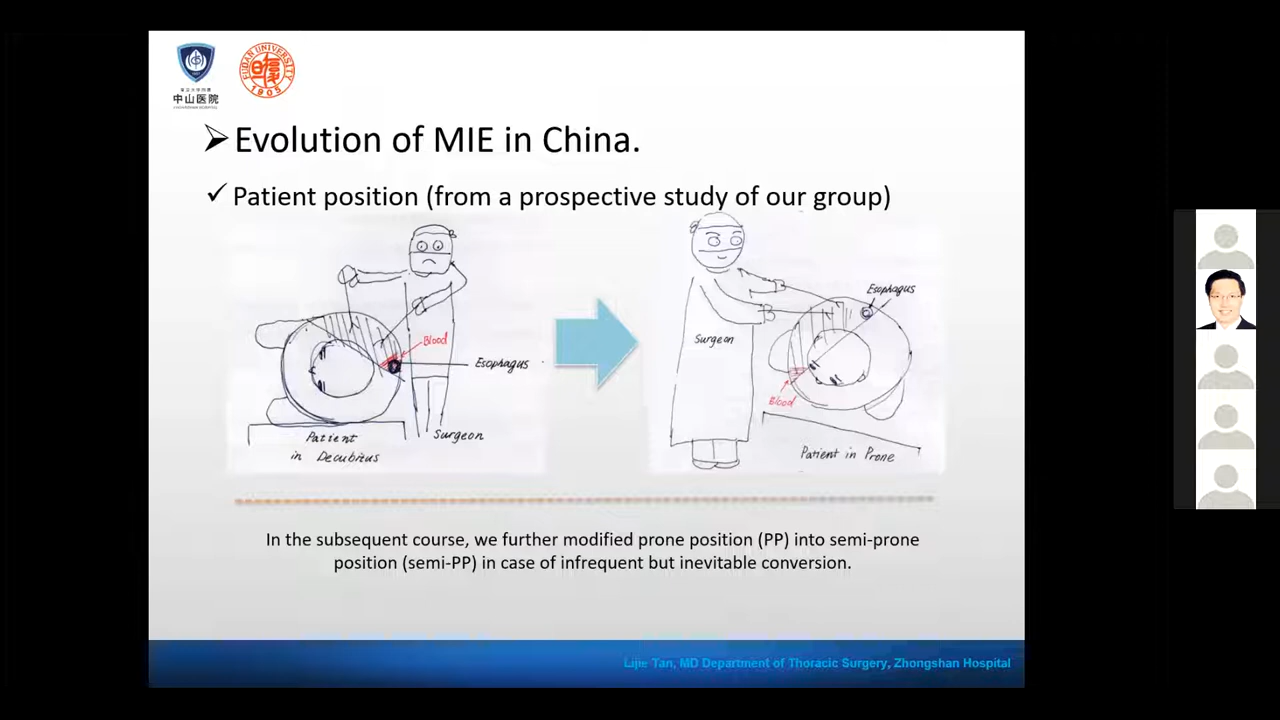 中山医院
FUDAN UNIVERSITY
1905
Evolution of MIE in China.
Patient position (from a prospective study of our group)
Blood
Esophagus
Patient
in Decubitus
Surgeon
Esophagus
Surgeon
Blood
Patient in Prone
In the subsequent course, we further modified prone position (PP) into semi-prone
position (semi-PP) in case of infrequent but inevitable conversion.
Lijie Tan, MD Department of Thoracic Surgery, Zhongshan Hospital